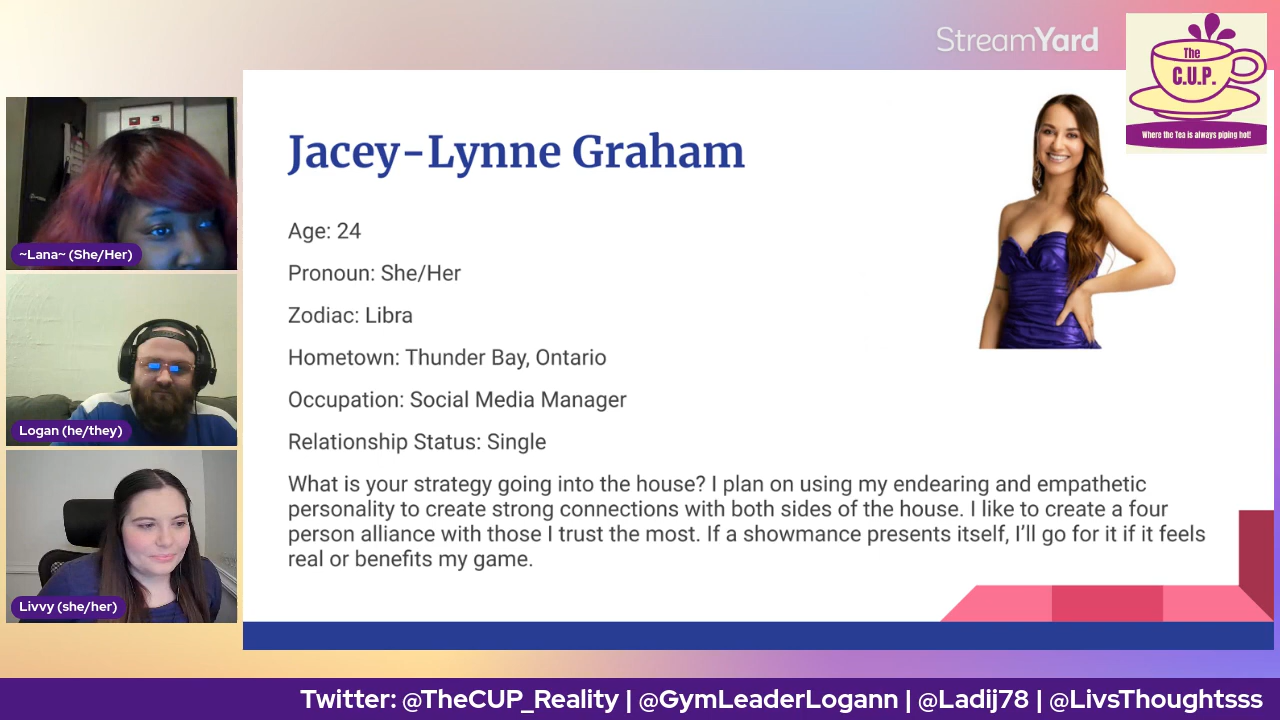 StreamYard
The
C.U.P.
Where the Tea is always piping hot!
Jacey-Lynne Graham
Age: 24
Pronoun: She/Her
Zodiac: Libra
Hometown: Thunder Bay, Ontario
Occupation: Social Media Manager
Relationship Status: Single
What is your strategy going into the house? I plan on using my endearing and empathetic
personality to create strong connections with both sides of the house. I like to create a four
person alliance with those I trust the most. If a showmance presents itself, I’ll go for it if it feels
real or benefits my game.
~Lana~ (She/Her)
Logan (he/they)
Livvy (she/her)
Twitter: @TheCUP_Reality | @GymLeaderLogann | @Ladij78 | @LivsThoughtsss